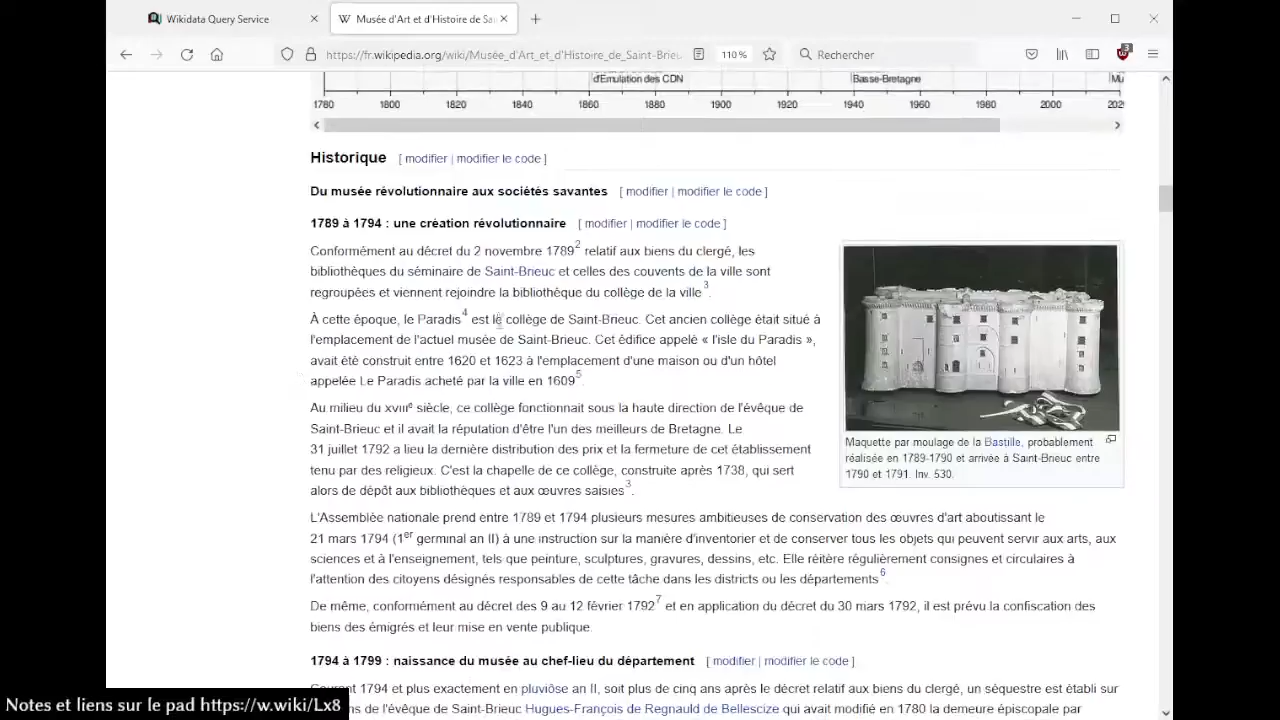 Wikidata Query Service
Musée d'Art et d'Histoire de Sai
https://fr.wikipedia.org/wiki/Musée_d'Art_et_d'Histoire_de_Saint-Brieu
110 %
Rechercher
3
d'Emulation des CDN
Basse-Bretagne
Mu
1780 1800 1820 1840 1860 1880 1900 1920 1940 1960 1980 2000 202
Historique [ modifier | modifier le code ]
Du musée révolutionnaire aux sociétés savantes [ modifier | modifier le code ]
1789 à 1794 : une création révolutionnaire [ modifier | modifier le code ]
Conformément au décret du 2 novembre 1789² relatif aux biens du clergé, les
bibliothèques du séminaire de Saint-Brieuc et celles des couvents de la ville sont
regroupées et viennent rejoindre la bibliothèque du collège de la ville³.
À cette époque, le Paradis⁴ est le collège de Saint-Brieuc. Cet ancien collège était situé à
l'emplacement de l'actuel musée de Saint-Brieuc. Cet édifice appelé « l'isle du Paradis »,
avait été construit entre 1620 et 1623 à l'emplacement d'une maison ou d'un hôtel
appelée Le Paradis acheté par la ville en 1609⁵.
Au milieu du XVIIIe siècle, ce collège fonctionnait sous la haute direction de l'évêque de
Saint-Brieuc et il avait la réputation d'être l'un des meilleurs de Bretagne. Le
31 juillet 1792 a lieu la dernière distribution des prix et la fermeture de cet établissement
tenu par des religieux. C'est la chapelle de ce collège, construite après 1738, qui sert
alors de dépôt aux bibliothèques et aux œuvres saisies³.
Maquette par moulage de la Bastille, probablement
réalisée en 1789-1790 et arrivée à Saint-Brieuc entre
1790 et 1791. Inv. 530.
L'Assemblée nationale prend entre 1789 et 1794 plusieurs mesures ambitieuses de conservation des œuvres d'art aboutissant le
21 mars 1794 (1er germinal an II) à une instruction sur la manière d'inventorier et de conserver tous les objets qui peuvent servir aux arts, aux
sciences et à l'enseignement, tels que peinture, sculptures, gravures, dessins, etc. Elle réitère régulièrement consignes et circulaires à
l'attention des citoyens désignés responsables de cette tâche dans les districts ou les départements⁶.
De même, conformément au décret des 9 au 12 février 1792⁷ et en application du décret du 30 mars 1792, il est prévu la confiscation des
biens des émigrés et leur mise en vente publique.
1794 à 1799 : naissance du musée au chef-lieu du département [ modifier | modifier le code ]
Courant 1794 et plus exactement en pluviôse an II, soit plus de cinq ans après le décret relatif aux biens du clergé, un séquestre est établi sur
ns de l'évêque de Saint-Brieuc Hugues-François de Regnauld de Bellescize qui avait modifié en 1780 la demeure épiscopale par
Notes et liens sur le pad https://w.wiki/Lx8